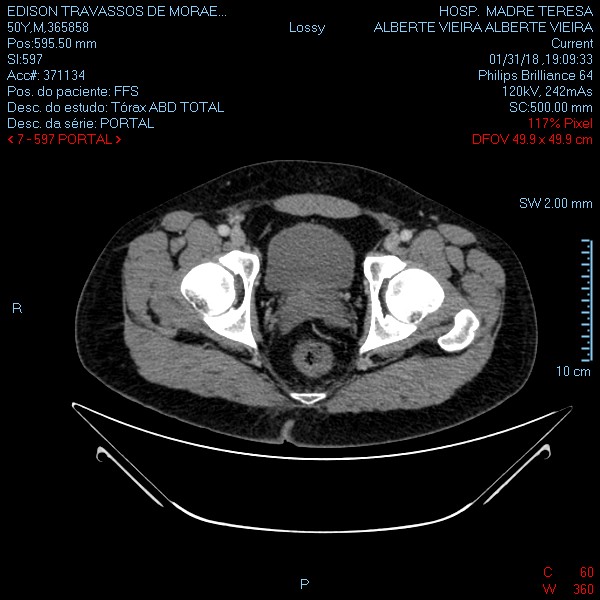 EDISON TRAVASSOS DE MORAE...
50Y,M,365858
Pos:595.50 mm
SI:597
Acc#: 371134
Pos. do paciente: FFS
Desc. do estudo: Tórax ABD TOTAL
Desc. da série: PORTAL
< 7 - 597 PORTAL >
Lossy
HOSP. MADRE TERESA
ALBERTE VIEIRA ALBERTE VIEIRA
Current
01/31/18 ,19:09:33
Philips Brilliance 64
120kV, 242mAs
SC:500.00 mm
117% Pixel
DFOV 49.9 x 49.9 cm
SW 2.00 mm
R
10 cm
P
C 60
W 360